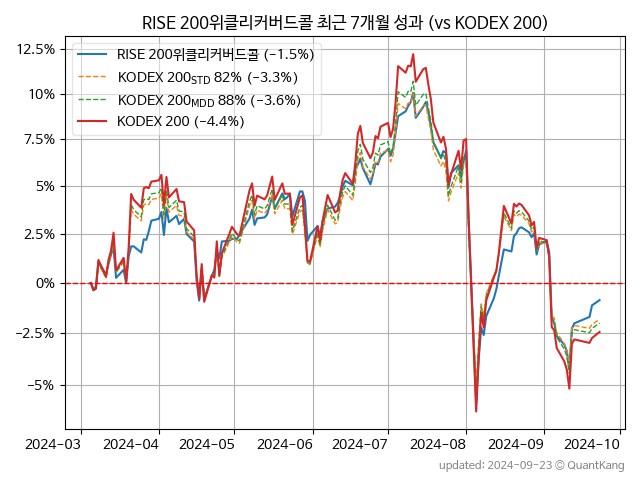 RISE 200위클리커버드콜 최근 7개월 성과 (vs KODEX 200)
RISE 200위클리커버드콜 (−1.5%)
KODEX 200STD 82% (−3.3%)
KODEX 200MDD 88% (−3.6%)
KODEX 200 (−4.4%)
12.5%
10%
7.5%
5%
2.5%
0%
−2.5%
−5%
2024-03 2024-04 2024-05 2024-06 2024-07 2024-08 2024-09 2024-10
updated: 2024-09-23 © QuantKang